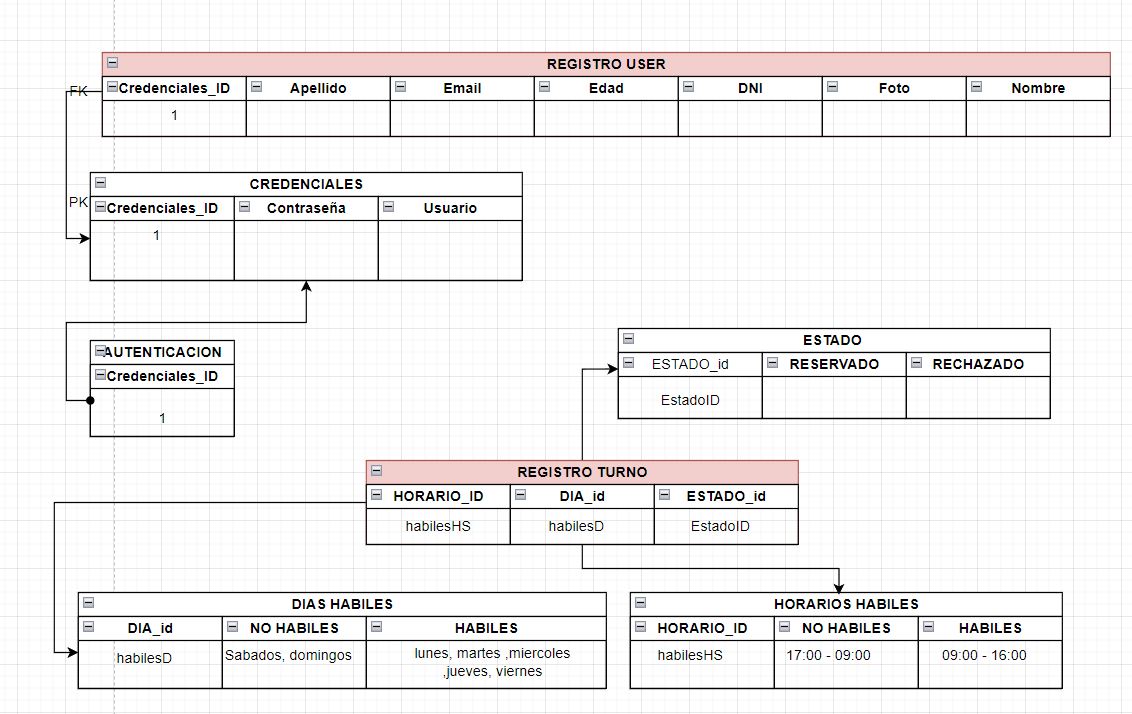 REGISTRO USER
FK
Credenciales_ID Apellido Email Edad DNI Foto Nombre
1
CREDENCIALES
PK
Credenciales_ID Contraseña Usuario
1
AUTENTICACION
Credenciales_ID
1
ESTADO
ESTADO_id RESERVADO RECHAZADO
EstadoID
REGISTRO TURNO
HORARIO_ID DIA_id ESTADO_id
habilesHS habilesD EstadoID
DIAS HABILES
DIA_id NO HABILES HABILES
habilesD Sabados, domingos lunes, martes ,miercoles
,jueves, viernes
HORARIOS HABILES
HORARIO_ID NO HABILES HABILES
habilesHS 17:00 - 09:00 09:00 - 16:00